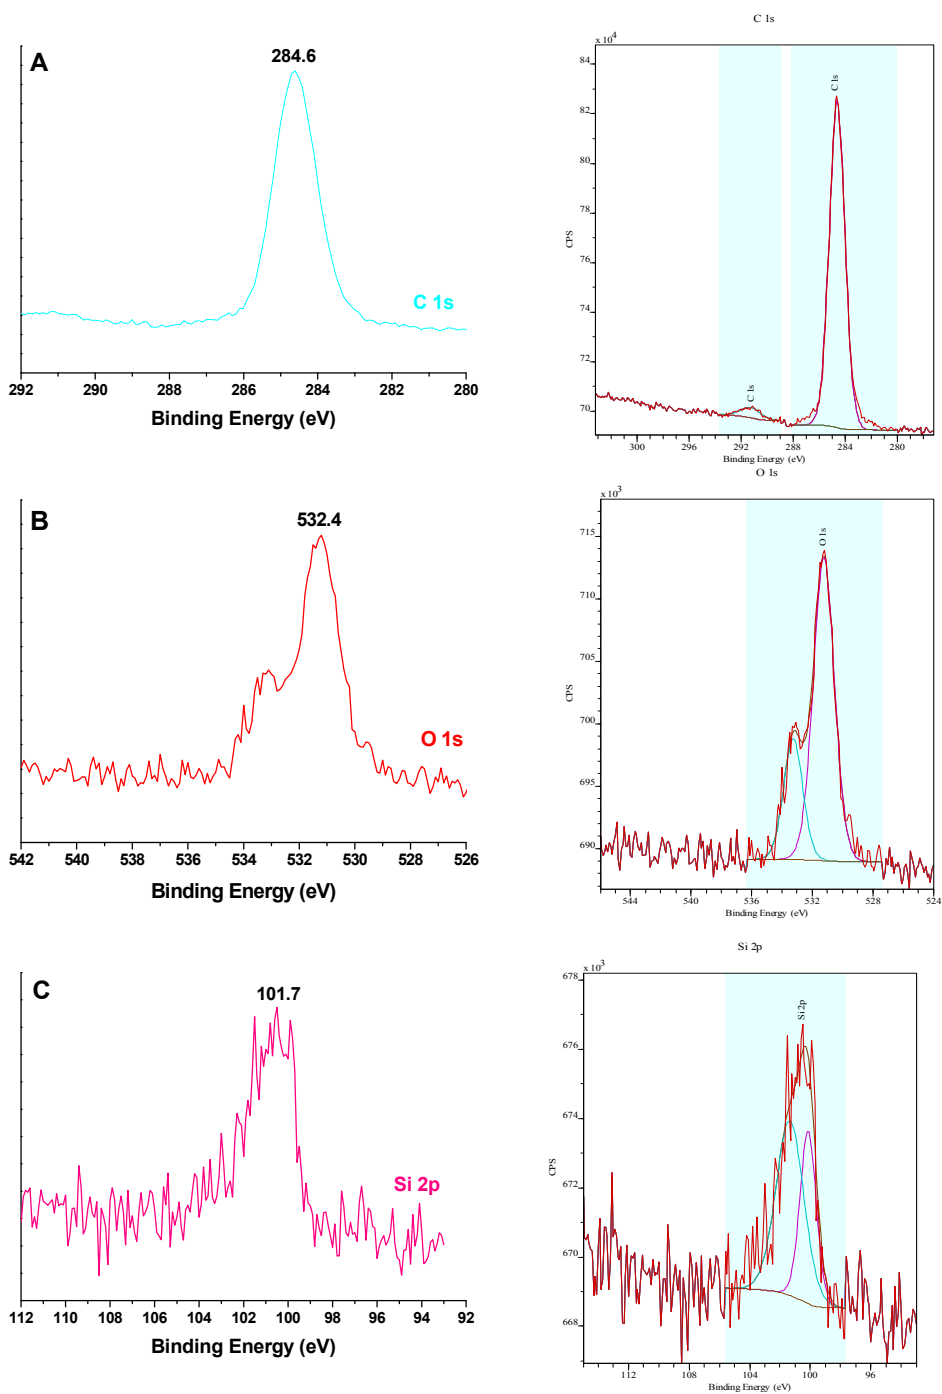 A
284.6
C 1s
292 290 288 286 284 282 280
Binding Energy (eV)
C 1s
x 10^4
84
82
80
78
76
74
72
70
CPS
C 1s
C 1s
300 296 292 288 284 280
Binding Energy (eV)
B
532.4
O 1s
542 540 538 536 534 532 530 528 526
Binding Energy (eV)
O 1s
x 10^3
715
710
705
700
695
690
CPS
O 1s
544 540 536 532 528 524
Binding Energy (eV)
C
101.7
Si 2p
112 110 108 106 104 102 100 98 96 94 92
Binding Energy (eV)
Si 2p
x 10^3
678
676
674
672
670
668
CPS
Si 2p
112 108 104 100 96
Binding Energy (eV)